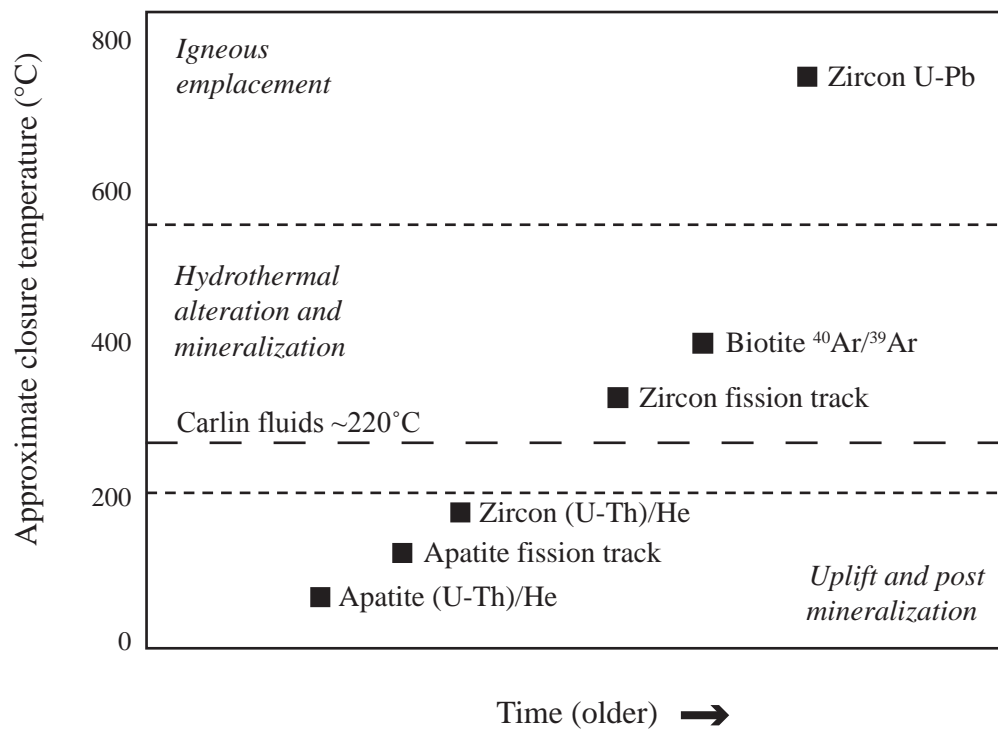 Approximate closure temperature (°C)
800
600
400
200
0
Igneous
emplacement
Zircon U-Pb
Hydrothermal
alteration and
mineralization
Biotite ⁴⁰Ar/³⁹Ar
Zircon fission track
Carlin fluids ~220˚C
Zircon (U-Th)/He
Apatite fission track
Apatite (U-Th)/He
Uplift and post
mineralization
Time (older)